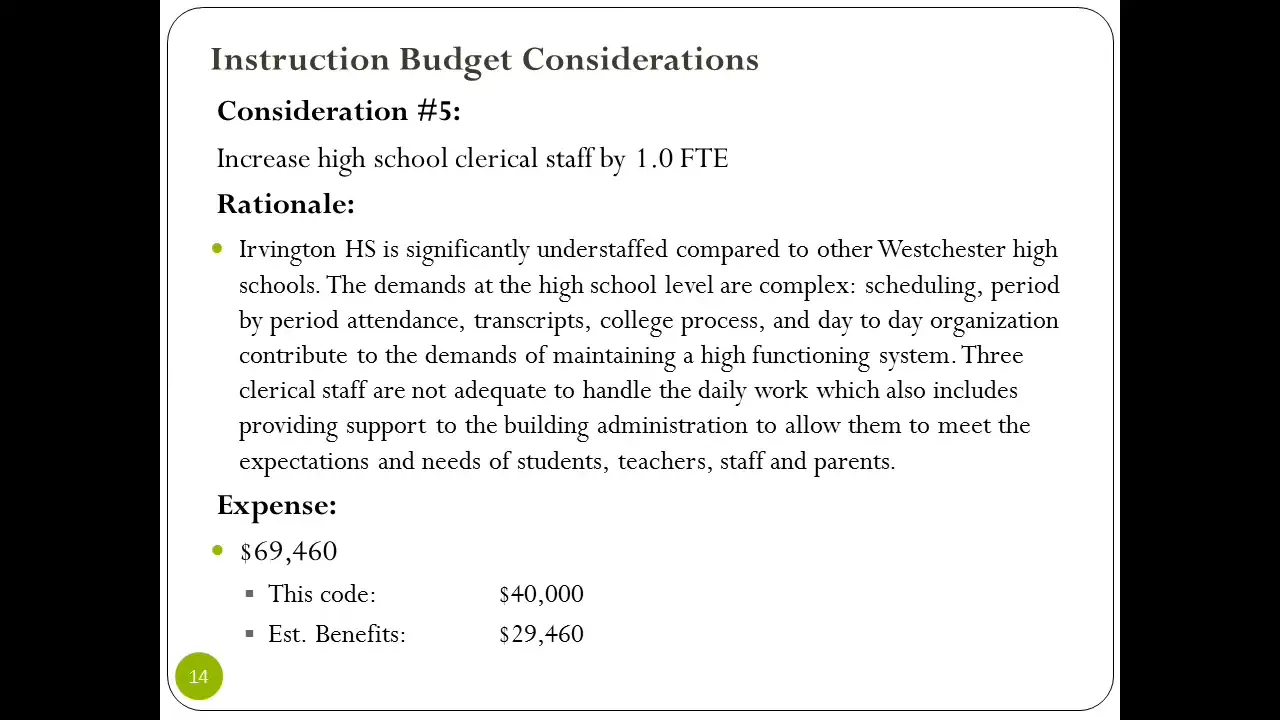 Instruction Budget Considerations
Consideration #5:
Increase high school clerical staff by 1.0 FTE
Rationale:
Irvington HS is significantly understaffed compared to other Westchester high
schools. The demands at the high school level are complex: scheduling, period
by period attendance, transcripts, college process, and day to day organization
contribute to the demands of maintaining a high functioning system. Three
clerical staff are not adequate to handle the daily work which also includes
providing support to the building administration to allow them to meet the
expectations and needs of students, teachers, staff and parents.
Expense:
$69,460
This code: $40,000
Est. Benefits: $29,460
14